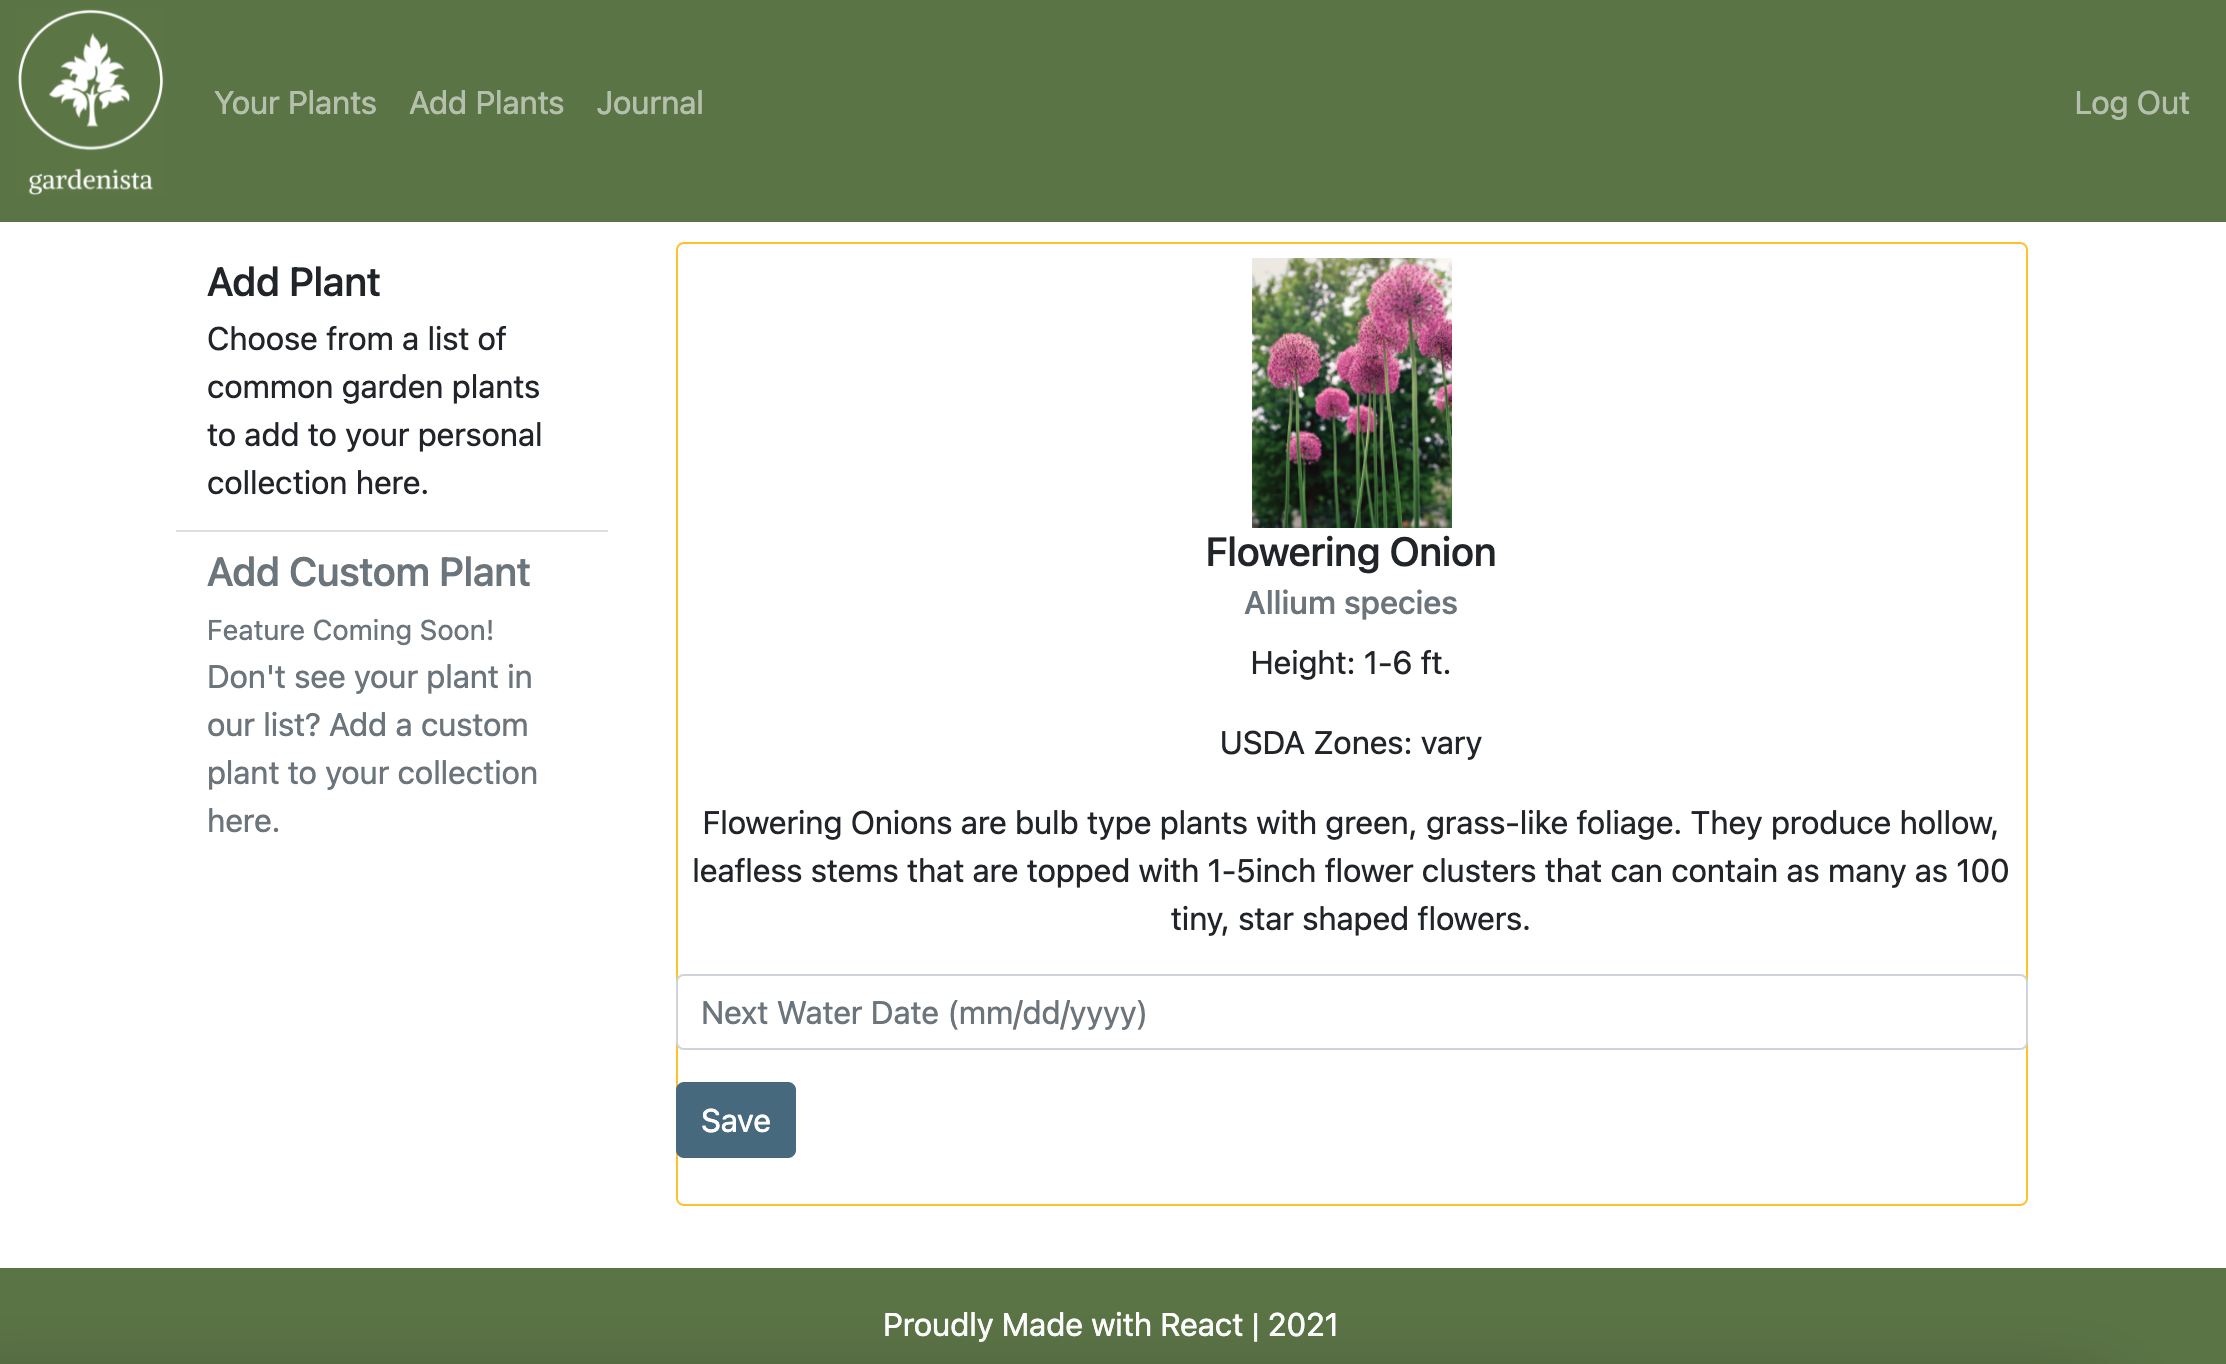 gardenista
Your Plants
Add Plants
Journal
Log Out
Add Plant
Choose from a list of
common garden plants
to add to your personal
collection here.
Add Custom Plant
Feature Coming Soon!
Don't see your plant in
our list? Add a custom
plant to your collection
here.
Flowering Onion
Allium species
Height: 1-6 ft.
USDA Zones: vary
Flowering Onions are bulb type plants with green, grass-like foliage. They produce hollow,
leafless stems that are topped with 1-5inch flower clusters that can contain as many as 100
tiny, star shaped flowers.
Next Water Date (mm/dd/yyyy)
Save
Proudly Made with React | 2021